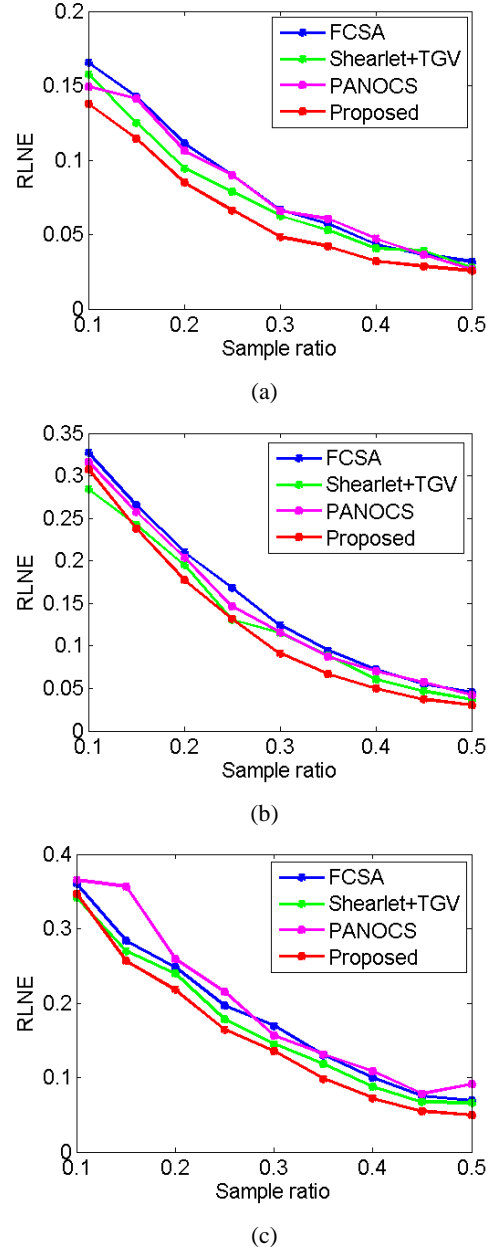 0.2
0.15
0.1
0.05
0
RLNE
FCSA
Shearlet+TGV
PANOCS
Proposed
0.1 0.2 0.3 0.4 0.5
Sample ratio
(a)
0.35
0.3
0.25
0.2
0.15
0.1
0.05
0
RLNE
FCSA
Shearlet+TGV
PANOCS
Proposed
0.1 0.2 0.3 0.4 0.5
Sample ratio
(b)
0.4
0.3
0.2
0.1
0
RLNE
FCSA
Shearlet+TGV
PANOCS
Proposed
0.1 0.2 0.3 0.4 0.5
Sample ratio
(c)